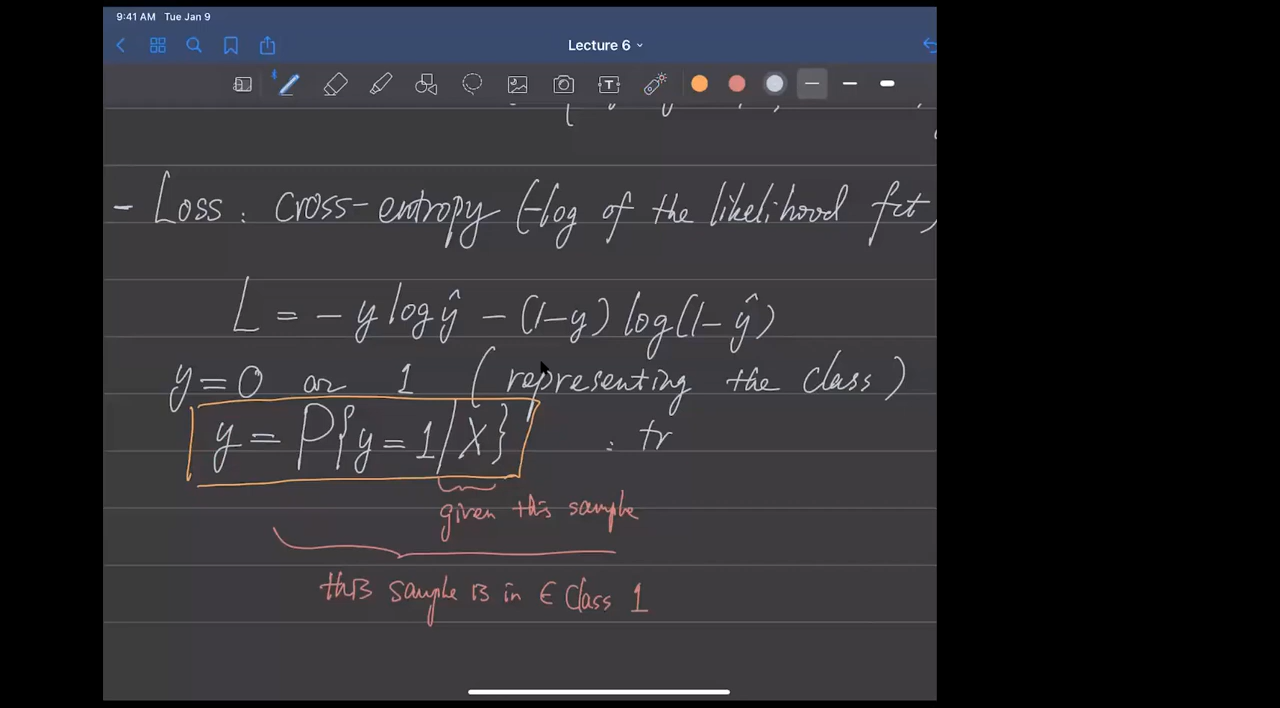 9:41 AM Tue Jan 9
Lecture 6
- Loss: cross-entropy (-log of the likelihood fct,
L = - y log ŷ - (1-y) log(1-ŷ)
y=0 or 1 (representing the class)
y = P{y=1/X} : tr
given this sample
this sample is in ∈ Class 1